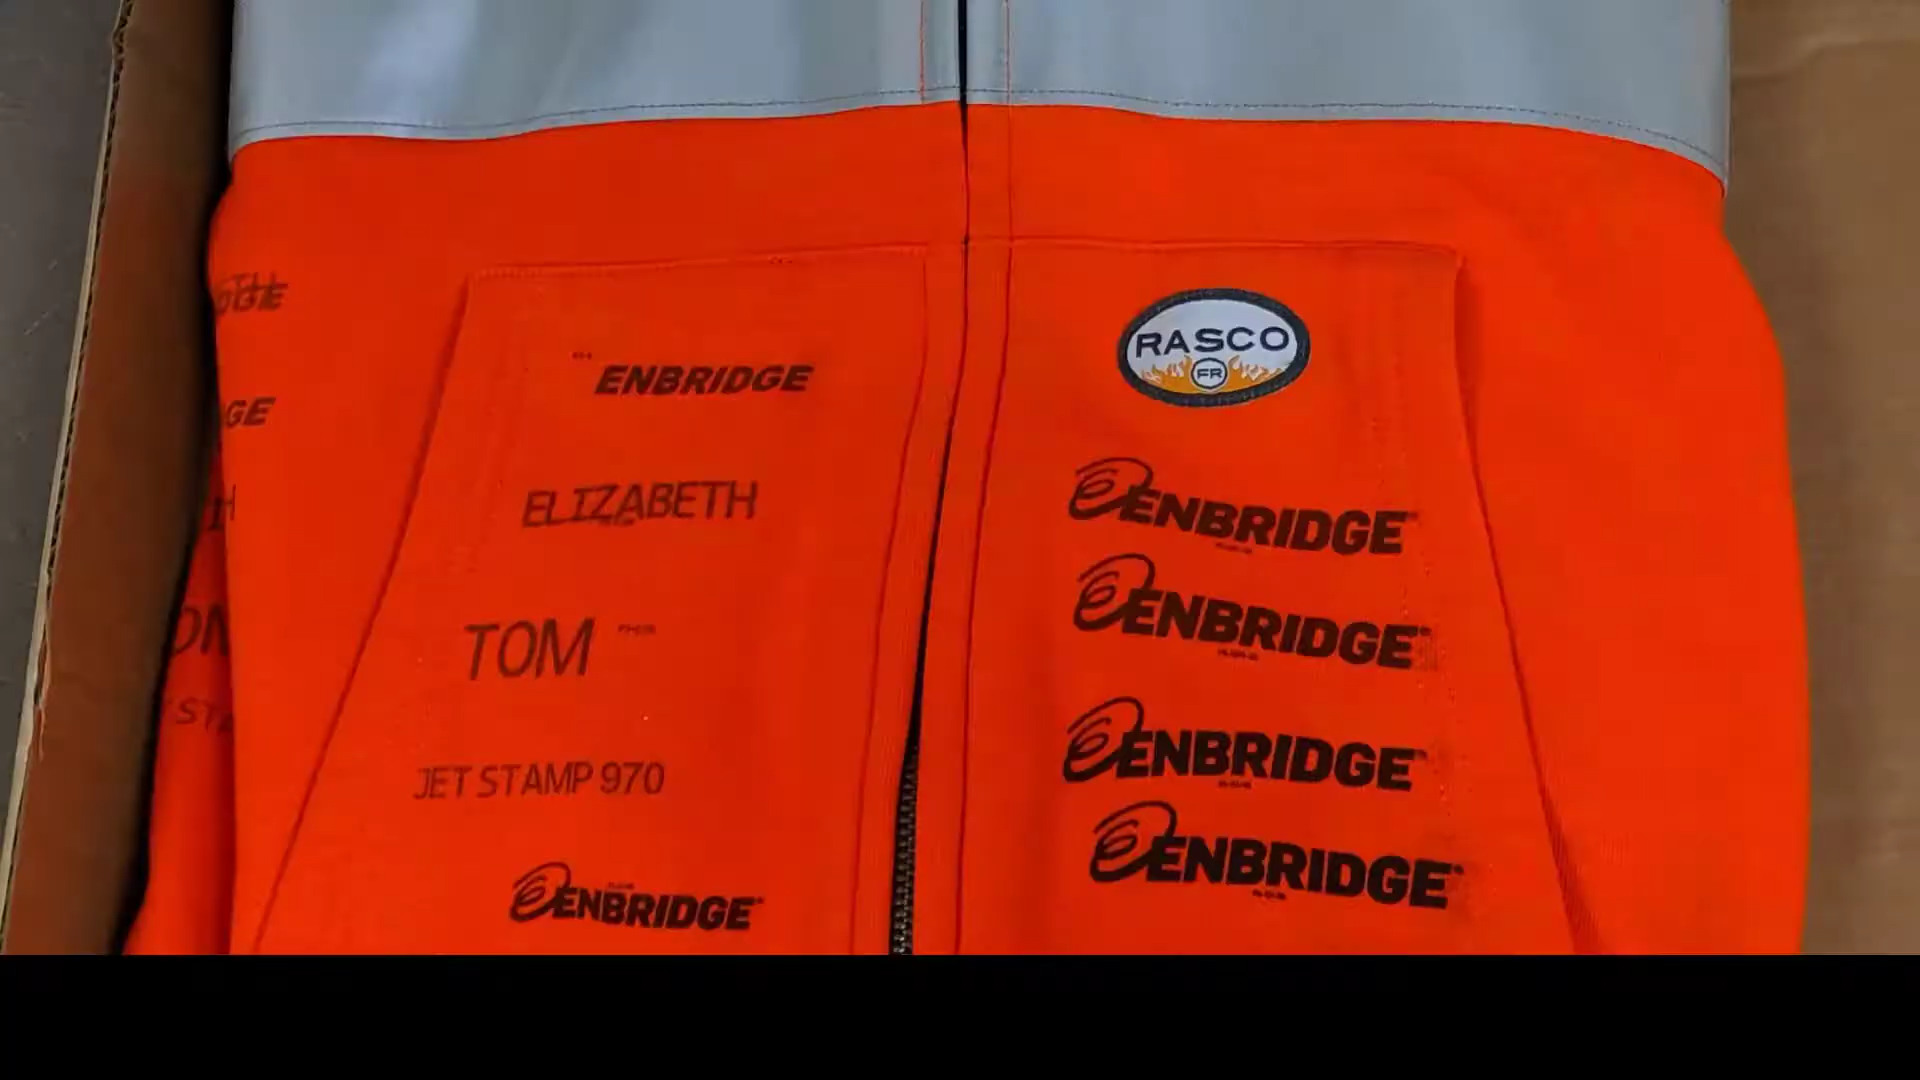 ENBRIDGE
ELIZABETH
TOM
JET STAMP 970
ENBRIDGE
RASCO
FR
ENBRIDGE
ENBRIDGE
ENBRIDGE
ENBRIDGE